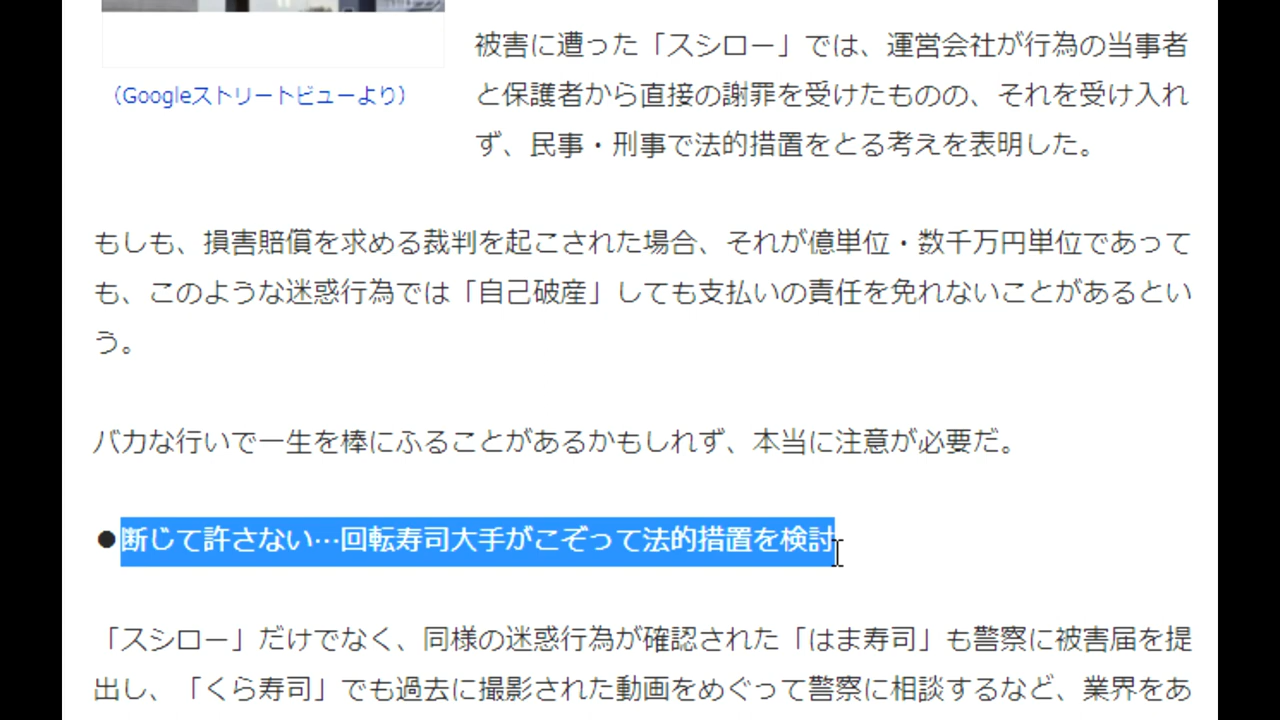 被害に遭った「スシロー」では、運営会社が行為の当事者
（Googleストリートビューより）
と保護者から直接の謝罪を受けたものの、それを受け入れ
ず、民事・刑事で法的措置をとる考えを表明した。
もしも、損害賠償を求める裁判を起こされた場合、それが億単位・数千万円単位であって
も、このような迷惑行為では「自己破産」しても支払いの責任を免れないことがあるとい
う。
バカな行いで一生を棒にふることがあるかもしれず、本当に注意が必要だ。
●断じて許さない…回転寿司大手がこぞって法的措置を検討
「スシロー」だけでなく、同様の迷惑行為が確認された「はま寿司」も警察に被害届を提
出し、「くら寿司」でも過去に撮影された動画をめぐって警察に相談するなど、業界をあ